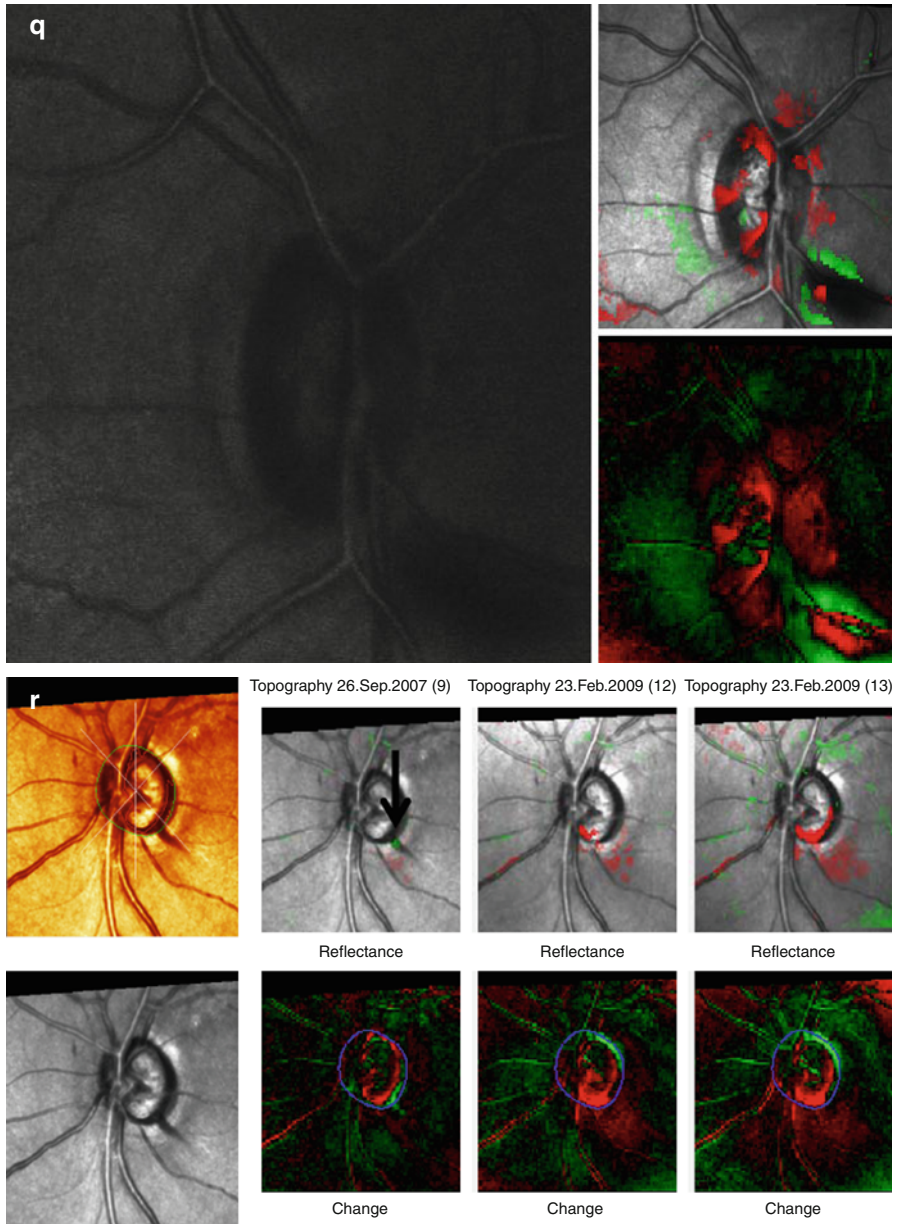 q
r
Topography 26.Sep.2007 (9) Topography 23.Feb.2009 (12) Topography 23.Feb.2009 (13)
Reflectance Reflectance Reflectance
Change Change Change